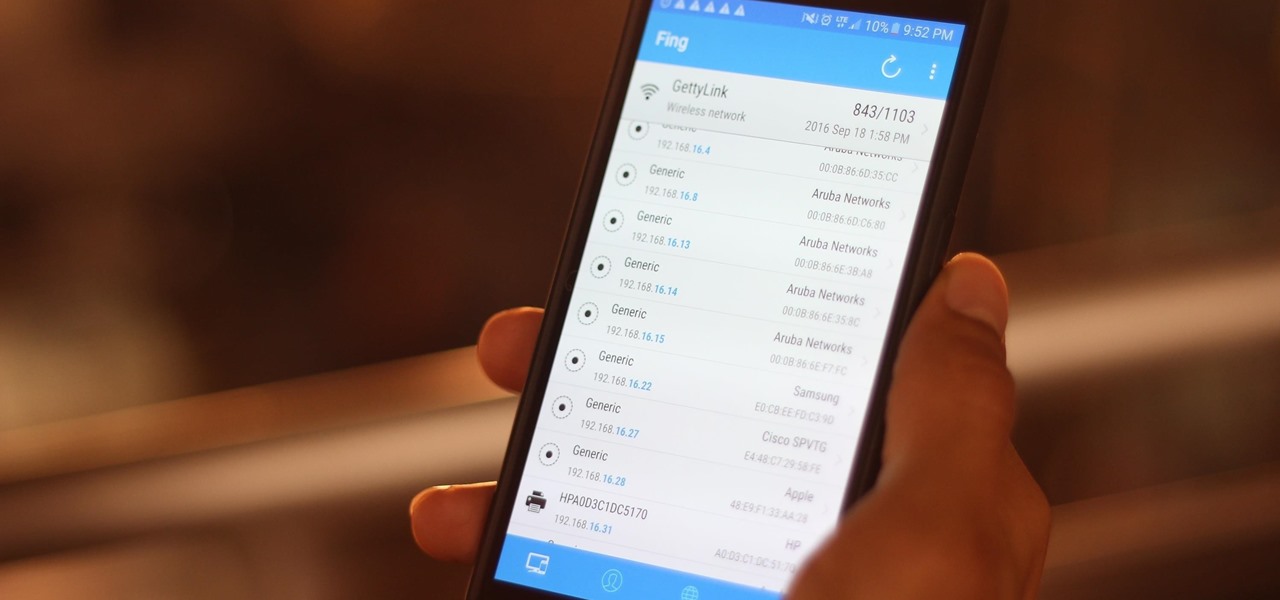 LTE 10% 9:52 PM
Fing
GettyLink 843/1103
Wireless network 2016 Sep 18 1:58 PM
Generic Aruba Networks
192.168.16.4 00:0B:86:6D:35:CC
Generic Aruba Networks
192.168.16.8 00:0B:86:6D:C6:80
Generic Aruba Networks
192.168.16.13 00:0B:86:6E:3B:A8
Generic Aruba Networks
192.168.16.14 00:0B:86:6E:35:8C
Generic Aruba Networks
192.168.16.15 00:0B:86:6E:F7:FC
Generic Samsung
192.168.16.22 E0:CB:EE:FD:C3:90
Generic Cisco SPVTG
192.168.16.27 E4:48:C7:29:58:FE
Generic Apple
192.168.16.28 48:E9:F1:33:AA:28
HPA0D3C1DC5170 HP
192.168.16.31 A0:D3:C1:DC:51:70